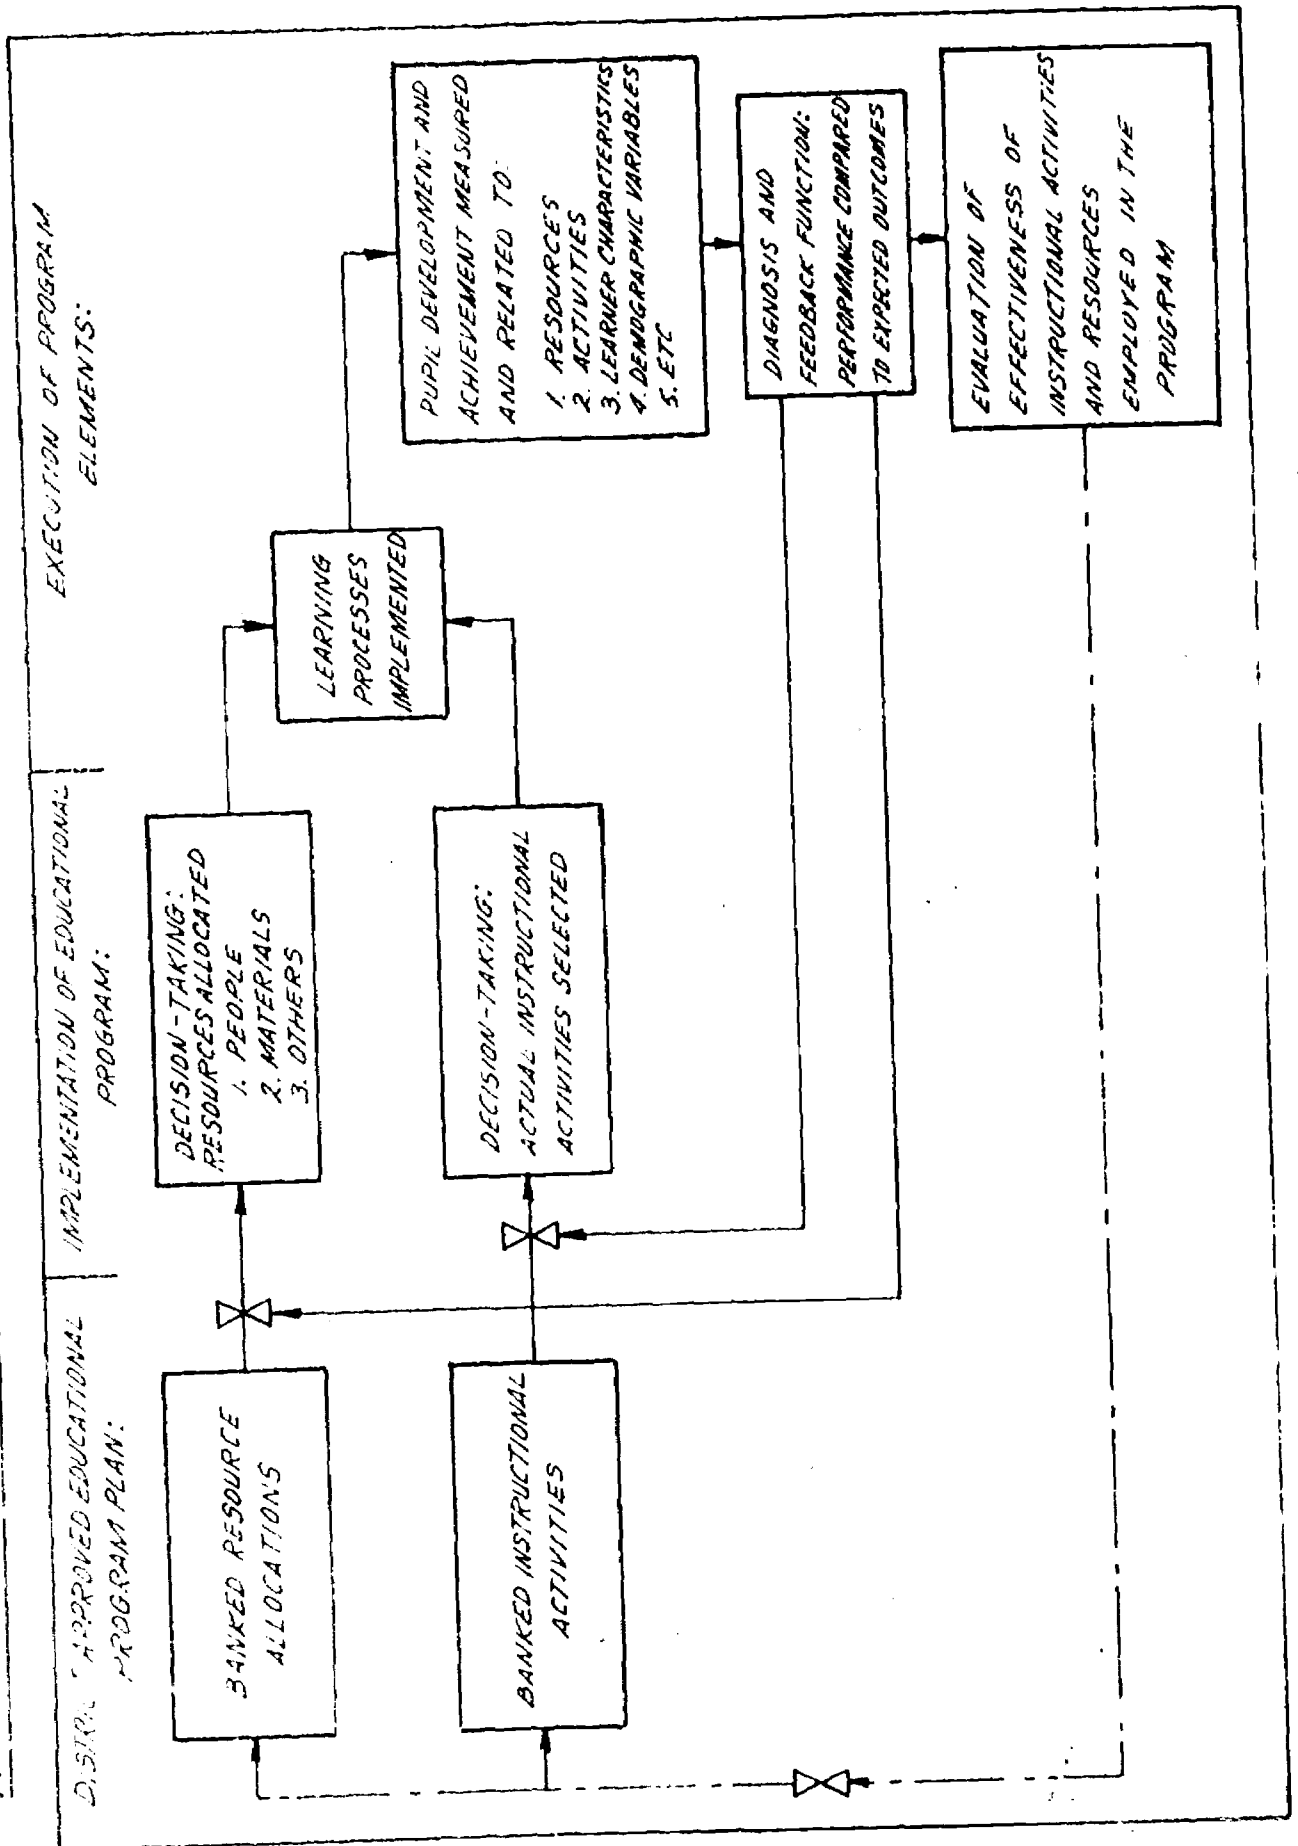 DISTRICT APPROVED EDUCATIONAL
PROGRAM PLAN:
IMPLEMENTATION OF EDUCATIONAL
PROGRAM:
EXECUTION OF PROGRAM
ELEMENTS:
BANKED RESOURCE
ALLOCATIONS
BANKED INSTRUCTIONAL
ACTIVITIES
DECISION-TAKING:
RESOURCES ALLOCATED
1. PEOPLE
2. MATERIALS
3. OTHERS
DECISION-TAKING:
ACTUAL INSTRUCTIONAL
ACTIVITIES SELECTED
LEARNING
PROCESSES
IMPLEMENTED
PUPIL DEVELOPMENT AND
ACHIEVEMENT MEASURED
AND RELATED TO:
1. RESOURCES
2. ACTIVITIES
3. LEARNER CHARACTERISTICS
4. DEMOGRAPHIC VARIABLES
5. ETC
DIAGNOSIS AND
FEEDBACK FUNCTION:
PERFORMANCE COMPARED
TO EXPECTED OUTCOMES
EVALUATION OF
EFFECTIVENESS OF
INSTRUCTIONAL ACTIVITIES
AND RESOURCES
EMPLOYED IN THE
PROGRAM